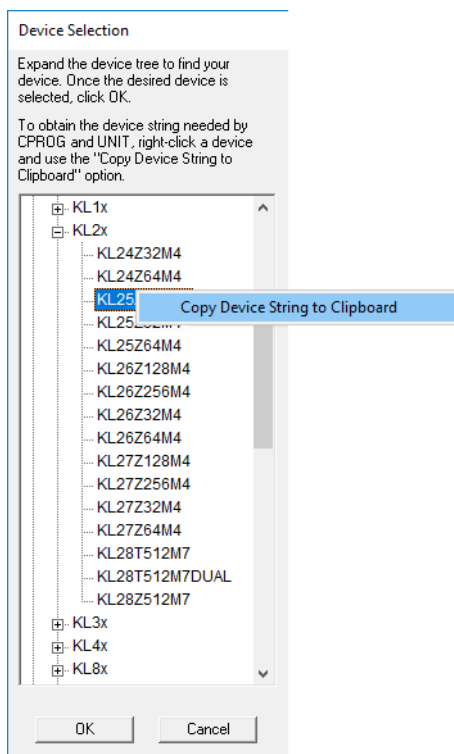 Device Selection
Expand the device tree to find your
device. Once the desired device is
selected, click OK.
To obtain the device string needed by
CPROG and UNIT, right-click a device
and use the "Copy Device String to
Clipboard" option.
KL1x
KL2x
KL24Z32M4
KL24Z64M4
KL25
Copy Device String to Clipboard
KL25Z64M4
KL26Z128M4
KL26Z256M4
KL26Z32M4
KL26Z64M4
KL27Z128M4
KL27Z256M4
KL27Z32M4
KL27Z64M4
KL28T512M7
KL28T512M7DUAL
KL28Z512M7
KL3x
KL4x
KL8x
OK Cancel